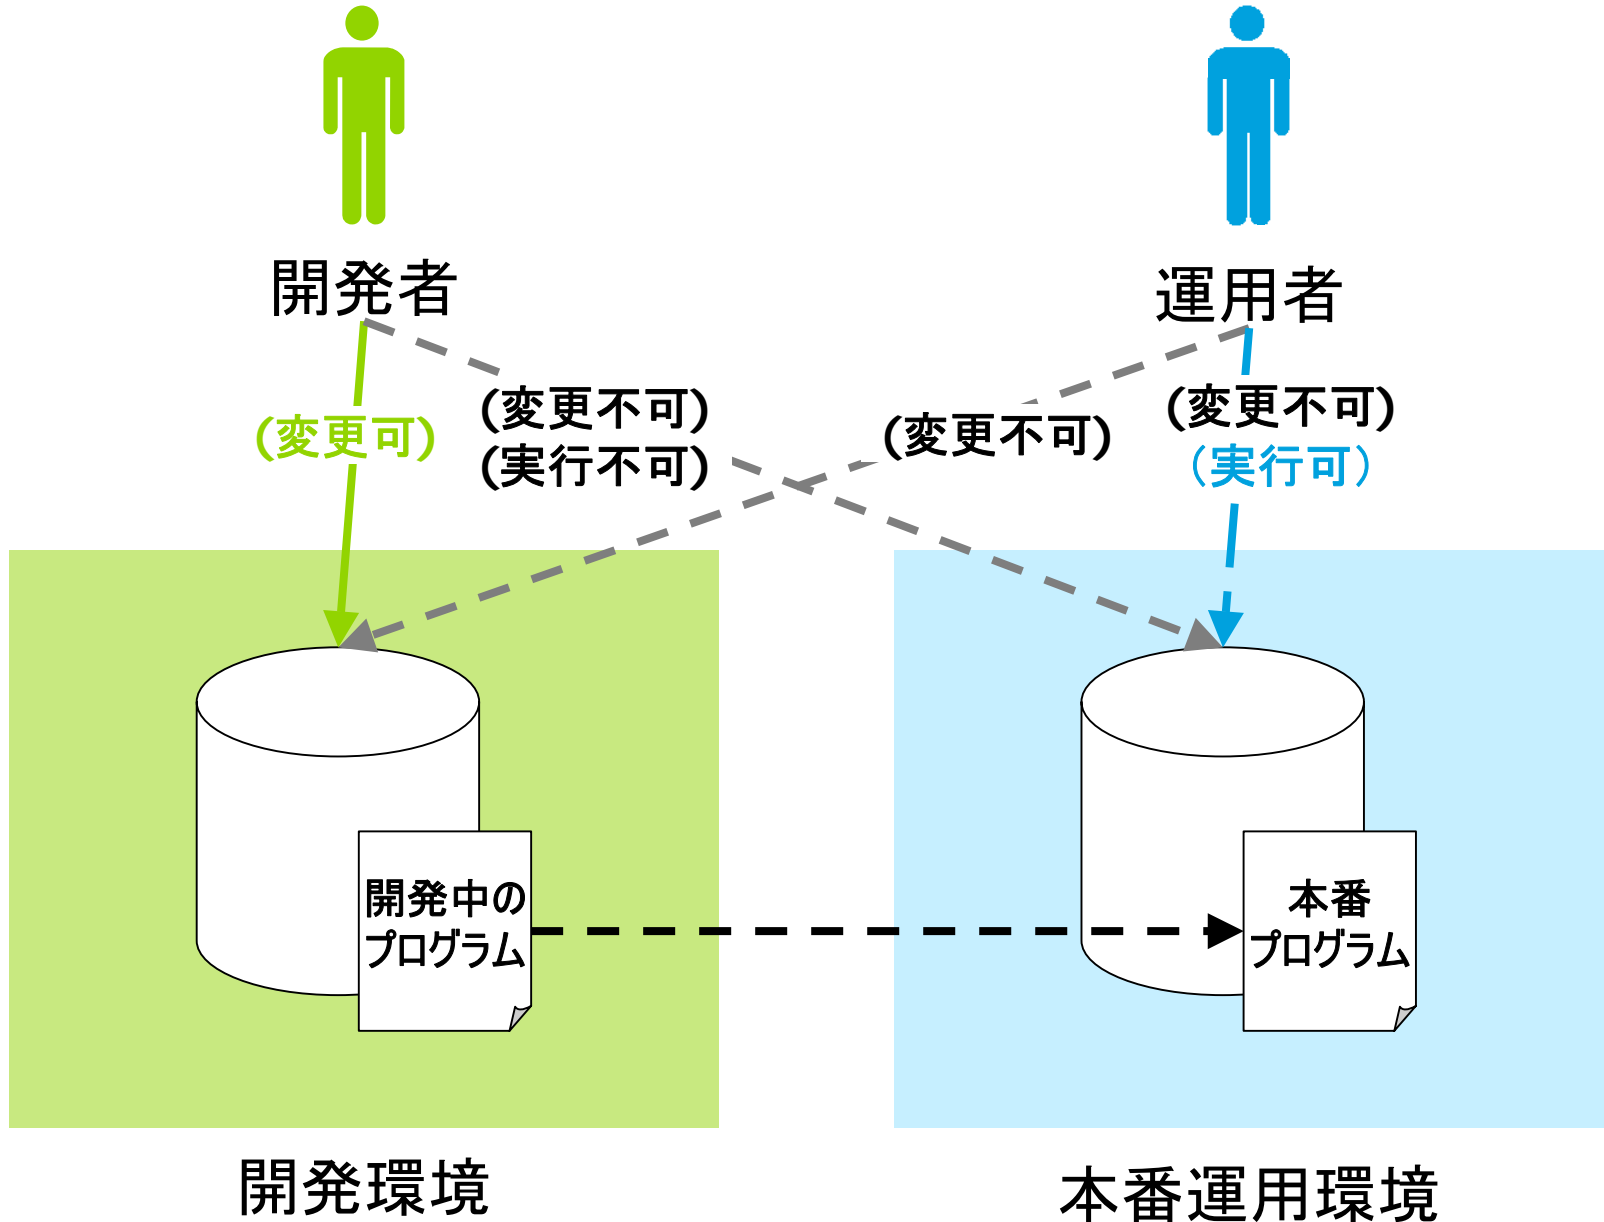 開発者
運用者
(変更可)
(変更不可)
(実行不可)
(変更不可)
(変更不可)
(実行可)
開発中の
プログラム
本番
プログラム
開発環境
本番運用環境